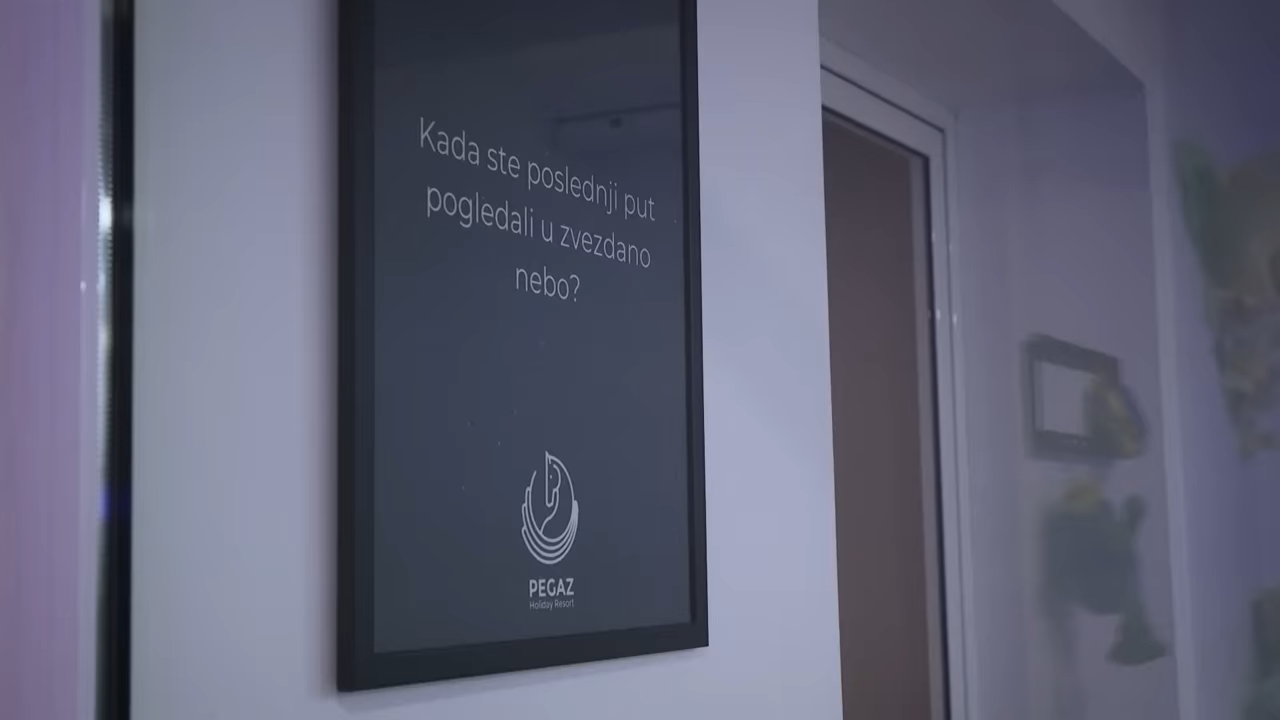 Kada ste poslednji put
pogledali u zvezdano
nebo?
PEGAZ
Holiday Resort